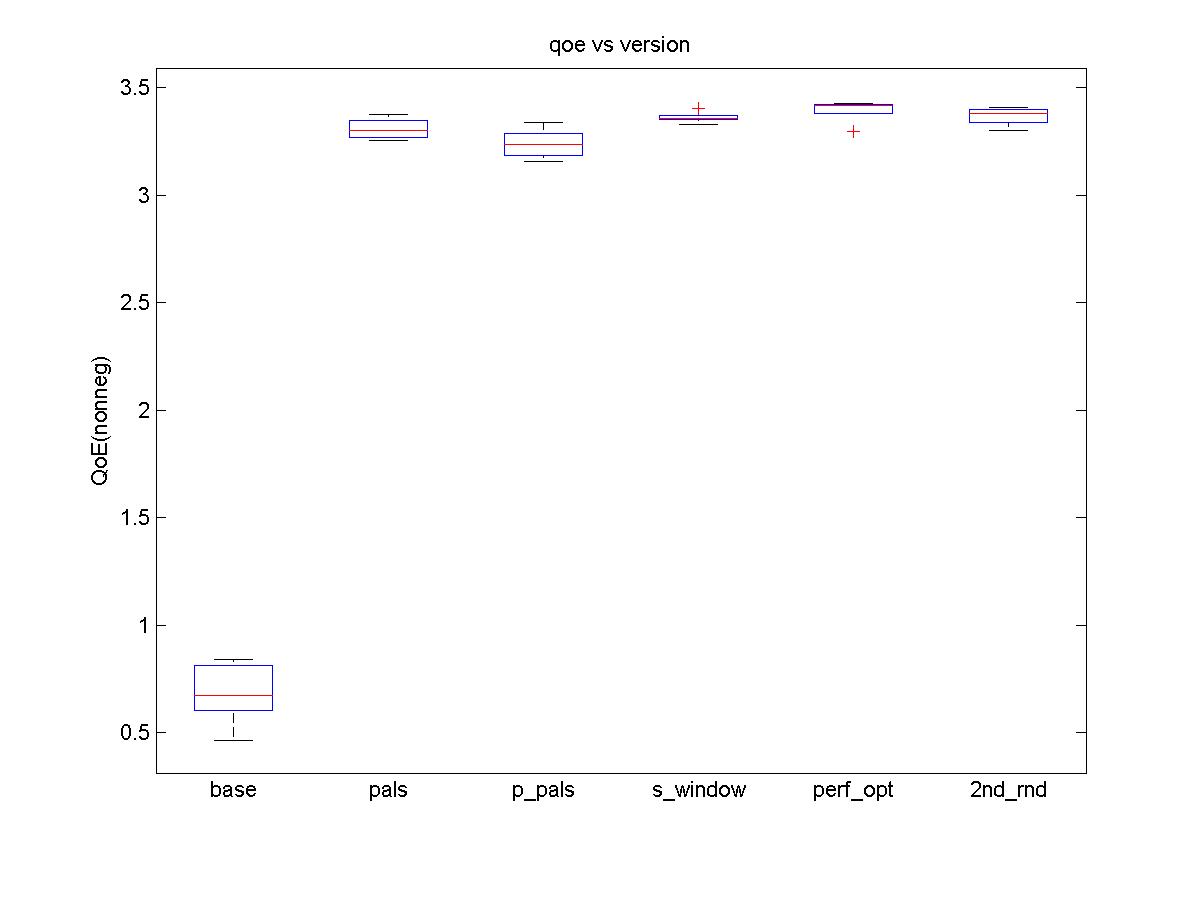 qoe vs version
3.5
3
2.5
2
1.5
1
0.5
QoE(nonneg)
base pals p_pals s_window perf_opt 2nd_rnd